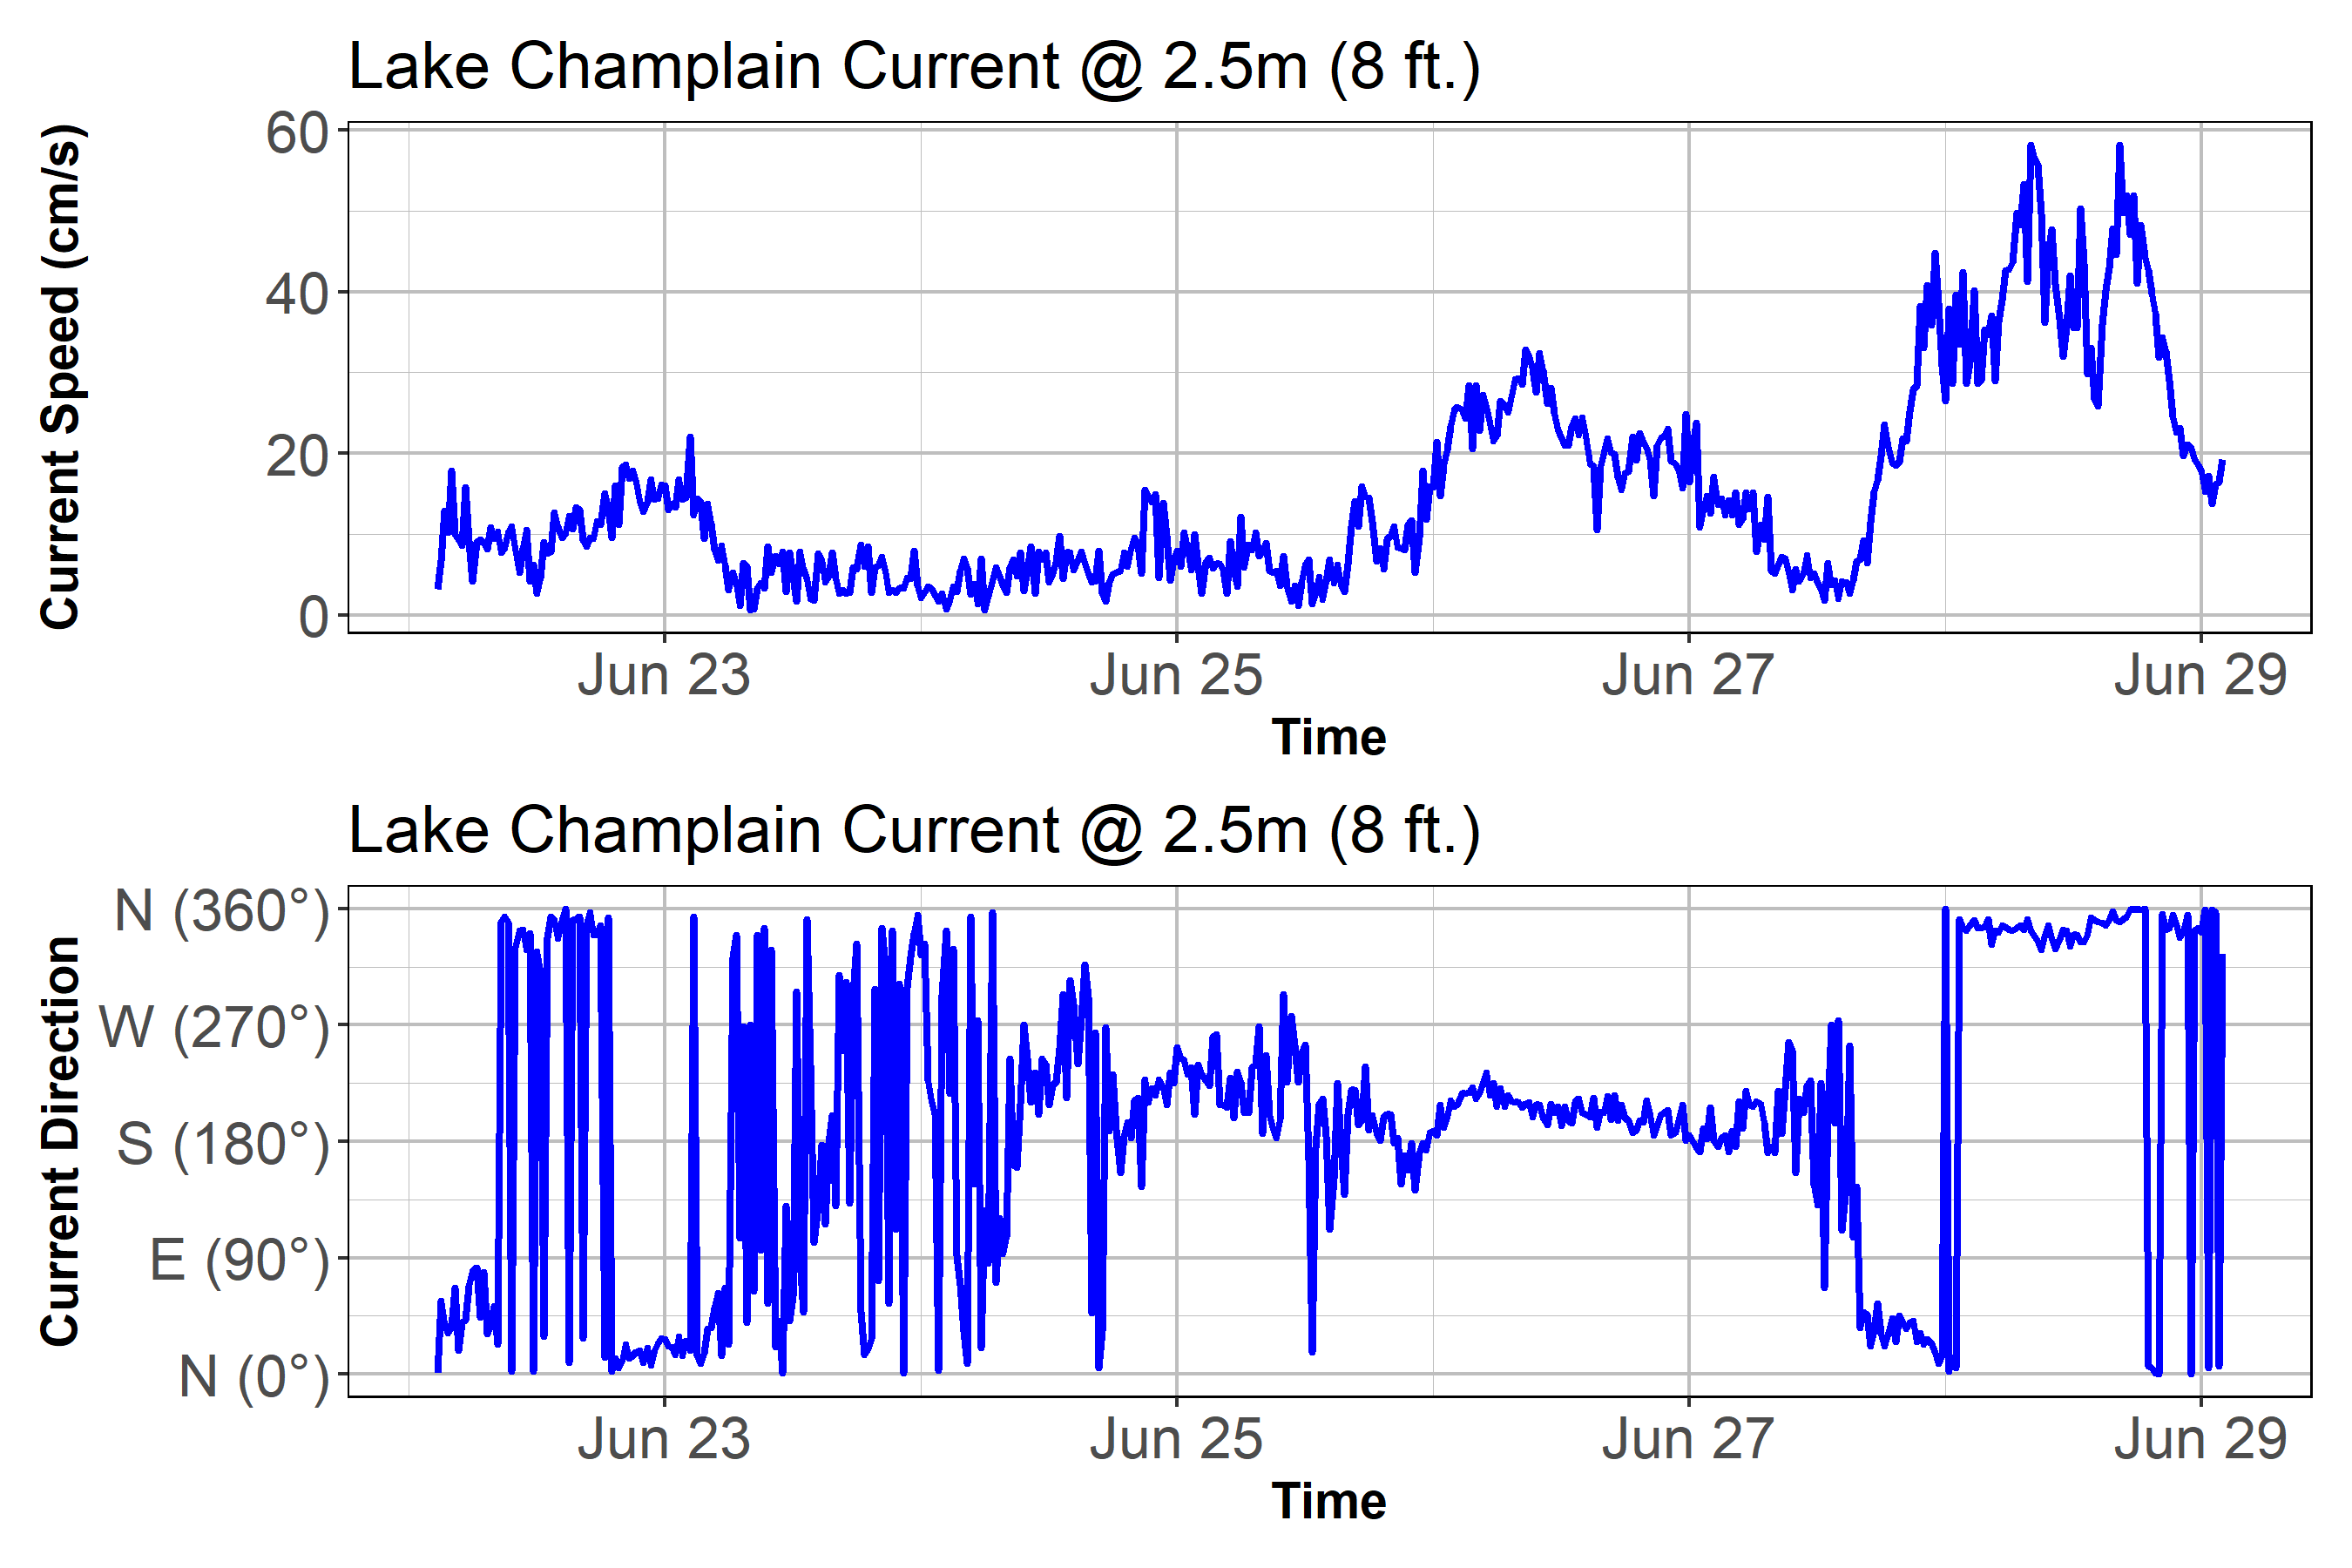 Lake Champlain Current @ 2.5m (8 ft.)
Current Speed (cm/s)
60
40
20
0
Jun 23 Jun 25 Jun 27 Jun 29
Time
Lake Champlain Current @ 2.5m (8 ft.)
Current Direction
N (360°)
W (270°)
S (180°)
E (90°)
N (0°)
Jun 23 Jun 25 Jun 27 Jun 29
Time